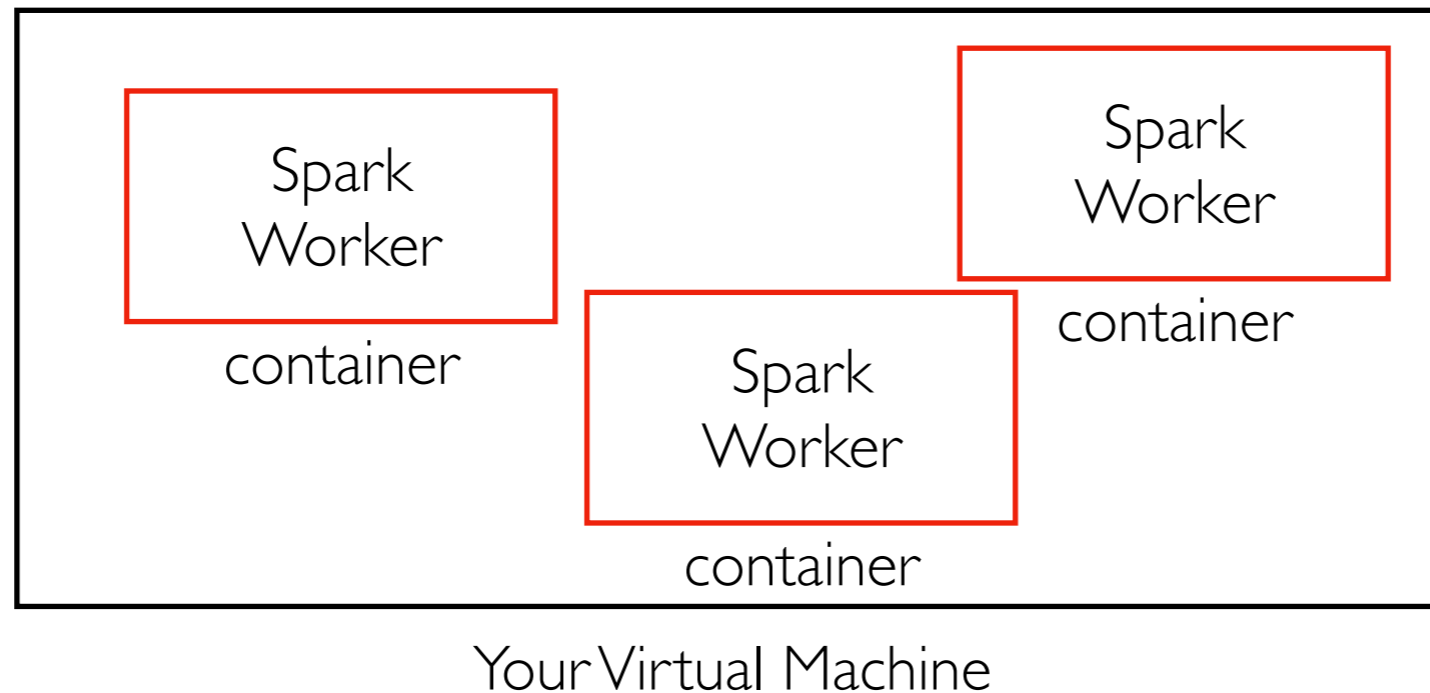 Spark
Worker
container
Spark
Worker
container
Spark
Worker
container
Your Virtual Machine